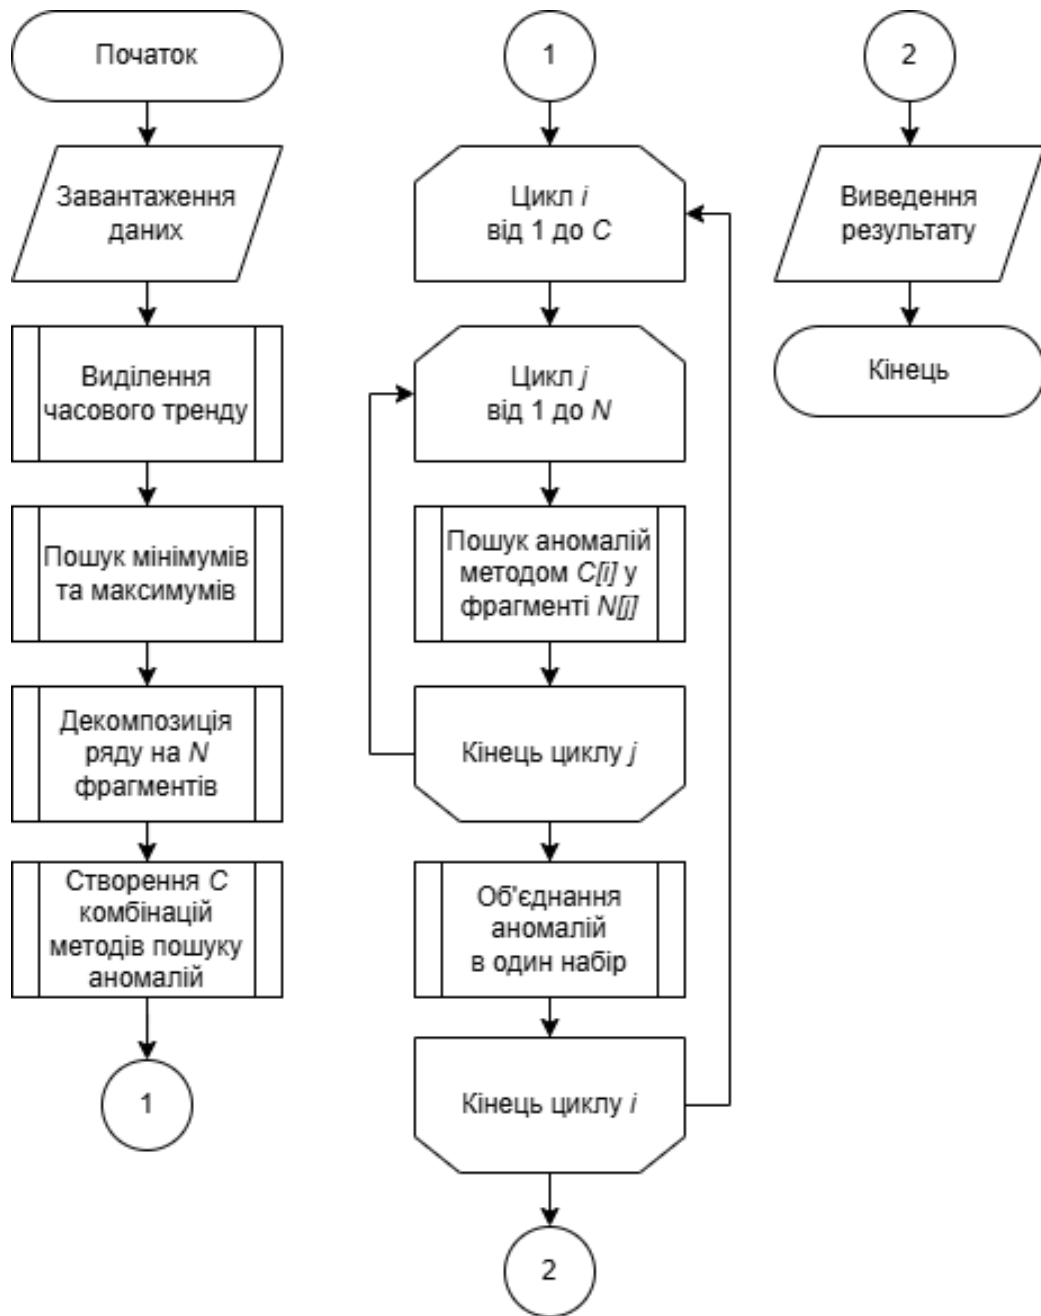 Початок
Завантаження
даних
Виділення
часового тренду
Пошук мінімумів
та максимумів
Декомпозиція
ряду на N
фрагментів
Створення C
комбінацій
методів пошуку
аномалій
1
1
Цикл i
від 1 до C
Цикл j
від 1 до N
Пошук аномалій
методом C[i] у
фрагменті N[j]
Кінець циклу j
Об'єднання
аномалій
в один набір
Кінець циклу i
2
2
Виведення
результату
Кінець